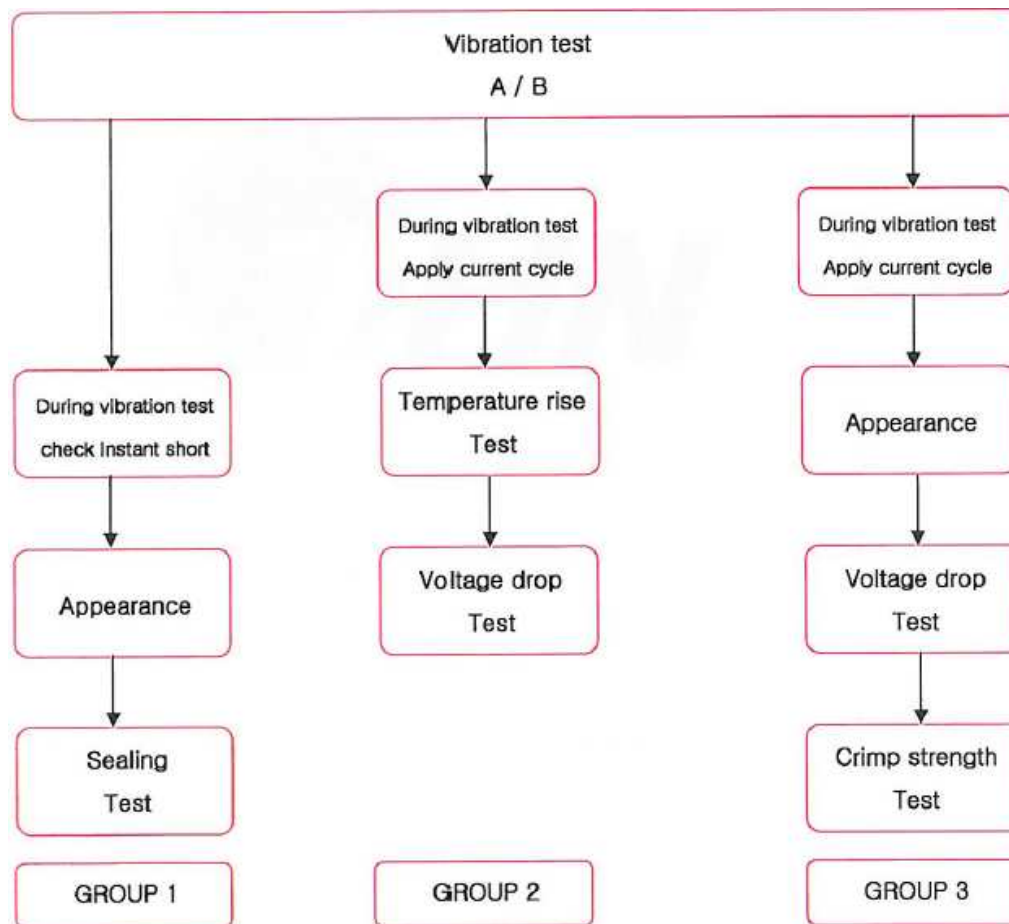 Vibration test
A / B
During vibration test
Apply current cycle
During vibration test
Apply current cycle
During vibration test
check instant short
Temperature rise
Test
Appearance
Appearance
Voltage drop
Test
Voltage drop
Test
Sealing
Test
Crimp strength
Test
GROUP 1
GROUP 2
GROUP 3